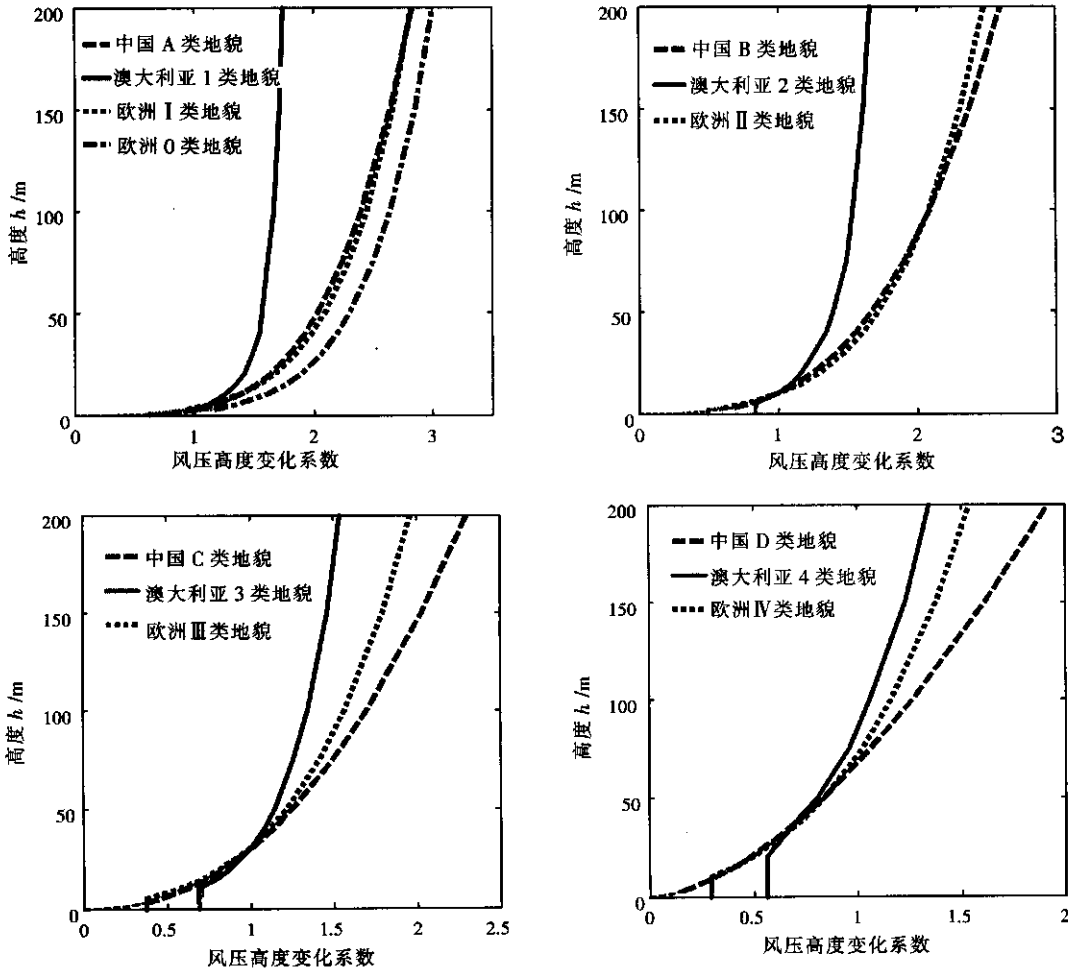 200
150
100
50
0
高度 h /m
中国 A 类地貌
澳大利亚 1 类地貌
欧洲 Ⅰ 类地貌
欧洲 0 类地貌
0 1 2 3
风压高度变化系数
200
150
100
50
0
高度 h /m
中国 B 类地貌
澳大利亚 2 类地貌
欧洲 Ⅱ 类地貌
0 1 2 3
风压高度变化系数
200
150
100
50
0
高度 h /m
中国 C 类地貌
澳大利亚 3 类地貌
欧洲 Ⅲ 类地貌
0 0.5 1 1.5 2 2.5
风压高度变化系数
200
150
100
50
0
高度 h /m
中国 D 类地貌
澳大利亚 4 类地貌
欧洲 Ⅳ 类地貌
0 0.5 1 1.5 2
风压高度变化系数